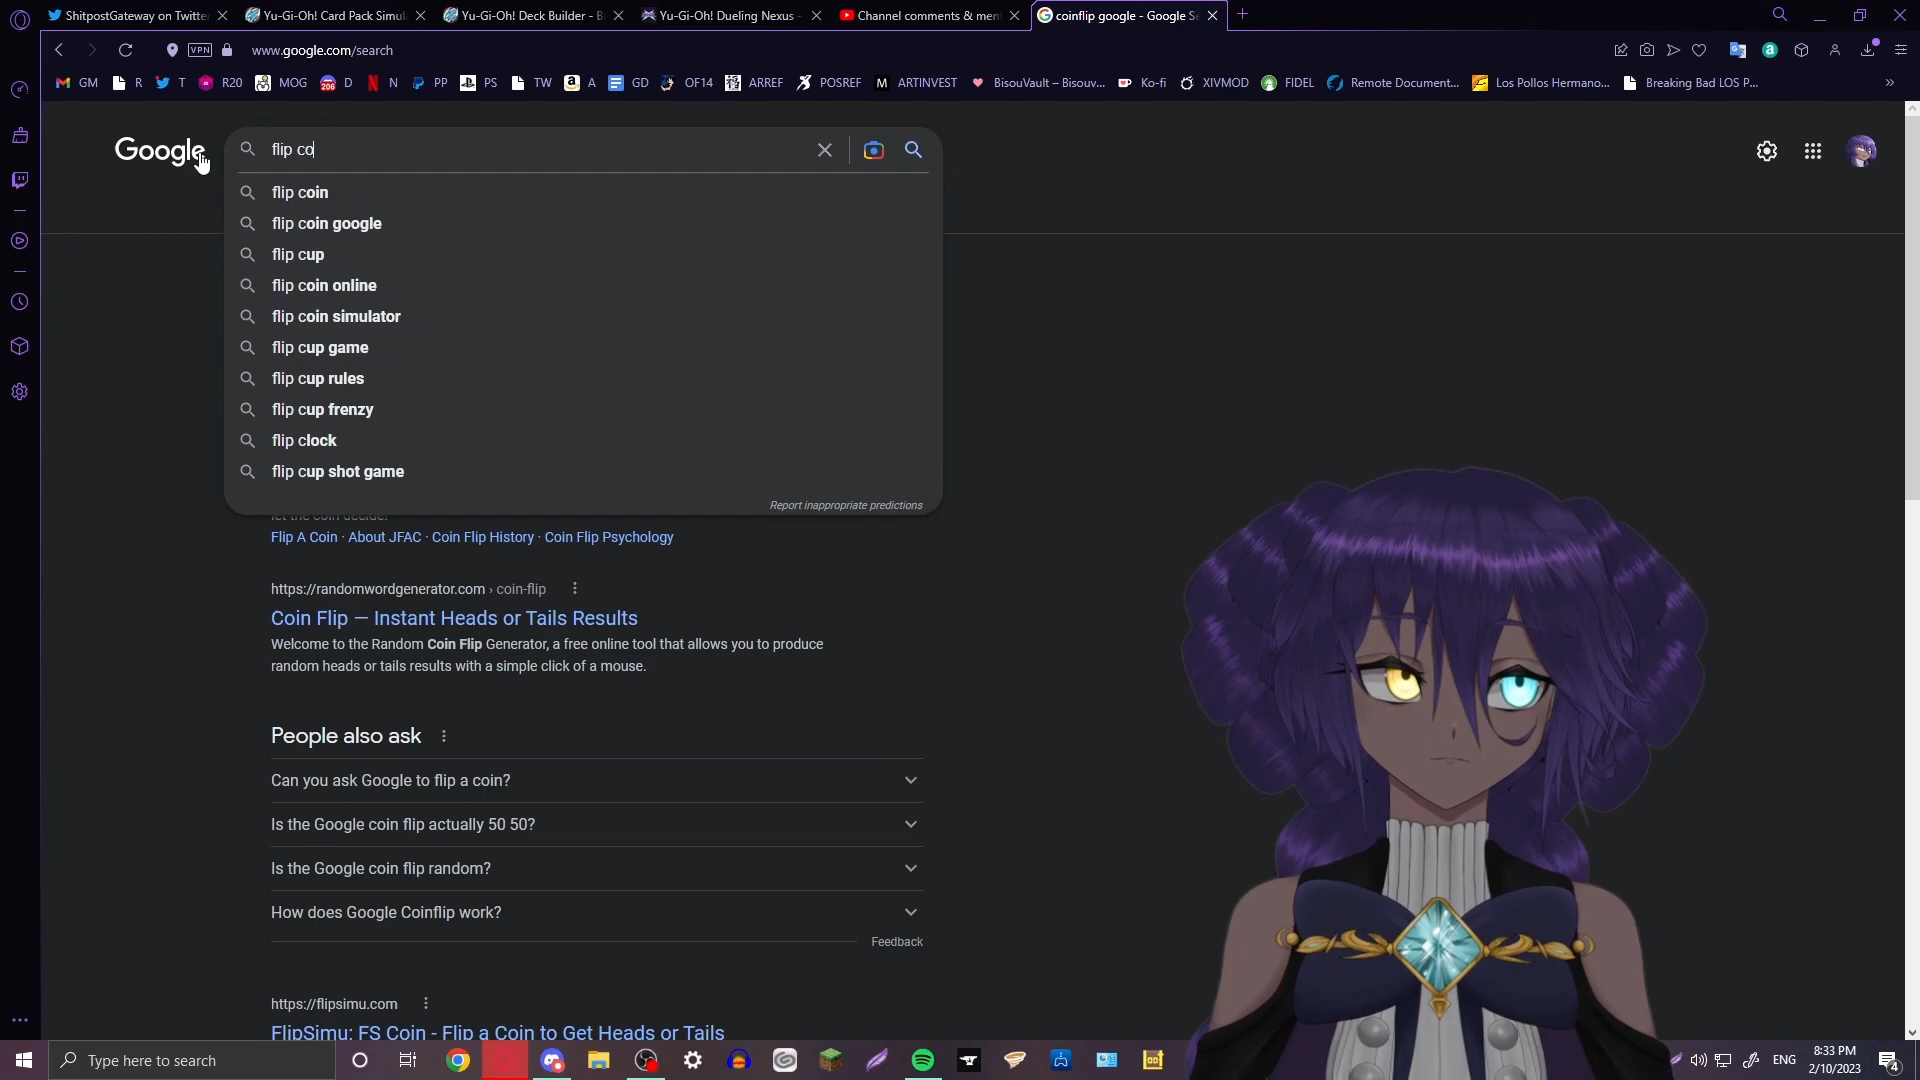 ShitpostGateway on Twitte
Yu-Gi-Oh! Card Pack Simul
Yu-Gi-Oh! Deck Builder - B
Yu-Gi-Oh! Dueling Nexus -
Channel comments & men
coinflip google - Google Se
VPN
www.google.com/search
GM
R
T
R20
MOG
206
D
N
PP
PS
TW
A
GD
OF14
ARREF
POSREF
M ARTINVEST
BisouVault – Bisouv...
Ko-fi
XIVMOD
FIDEL
Remote Document...
Los Pollos Hermano...
Breaking Bad LOS P...
Google
flip co
flip coin
flip coin google
flip cup
flip coin online
flip coin simulator
flip cup game
flip cup rules
flip cup frenzy
flip clock
flip cup shot game
Report inappropriate predictions
let the coin decide!
Flip A Coin · About JFAC · Coin Flip History · Coin Flip Psychology
https://randomwordgenerator.com › coin-flip
Coin Flip — Instant Heads or Tails Results
Welcome to the Random Coin Flip Generator, a free online tool that allows you to produce
random heads or tails results with a simple click of a mouse.
People also ask
Can you ask Google to flip a coin?
Is the Google coin flip actually 50 50?
Is the Google coin flip random?
How does Google Coinflip work?
Feedback
https://flipsimu.com
FlipSimu: FS Coin - Flip a Coin to Get Heads or Tails
Type here to search
ENG
8:33 PM
2/10/2023
4